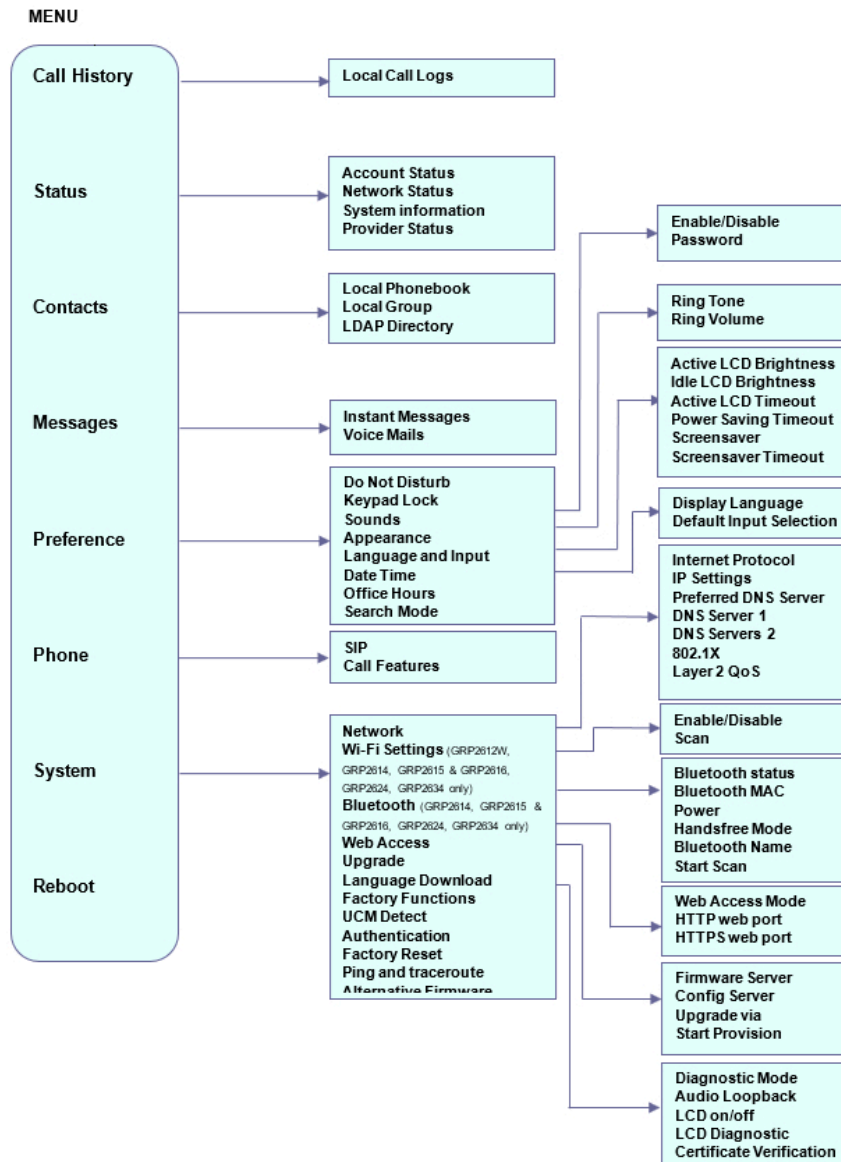 MENU
Call History
Status
Contacts
Messages
Preference
Phone
System
Reboot
Local Call Logs
Account Status
Network Status
System information
Provider Status
Local Phonebook
Local Group
LDAP Directory
Instant Messages
Voice Mails
Do Not Disturb
Keypad Lock
Sounds
Appearance
Language and Input
Date Time
Office Hours
Search Mode
SIP
Call Features
Network
Wi-Fi Settings (GRP2612W,
GRP2614, GRP2615 & GRP2616,
GRP2624, GRP2634 only)
Bluetooth (GRP2614, GRP2615 &
GRP2616, GRP2624, GRP2634 only)
Web Access
Upgrade
Language Download
Factory Functions
UCM Detect
Authentication
Factory Reset
Ping and traceroute
Alternative Firmware
Enable/Disable
Password
Ring Tone
Ring Volume
Active LCD Brightness
Idle LCD Brightness
Active LCD Timeout
Power Saving Timeout
Screensaver
Screensaver Timeout
Display Language
Default Input Selection
Internet Protocol
IP Settings
Preferred DNS Server
DNS Server 1
DNS Servers 2
802.1X
Layer 2 QoS
Enable/Disable
Scan
Bluetooth status
Bluetooth MAC
Power
Handsfree Mode
Bluetooth Name
Start Scan
Web Access Mode
HTTP web port
HTTPS web port
Firmware Server
Config Server
Upgrade via
Start Provision
Diagnostic Mode
Audio Loopback
LCD on/off
LCD Diagnostic
Certificate Verification